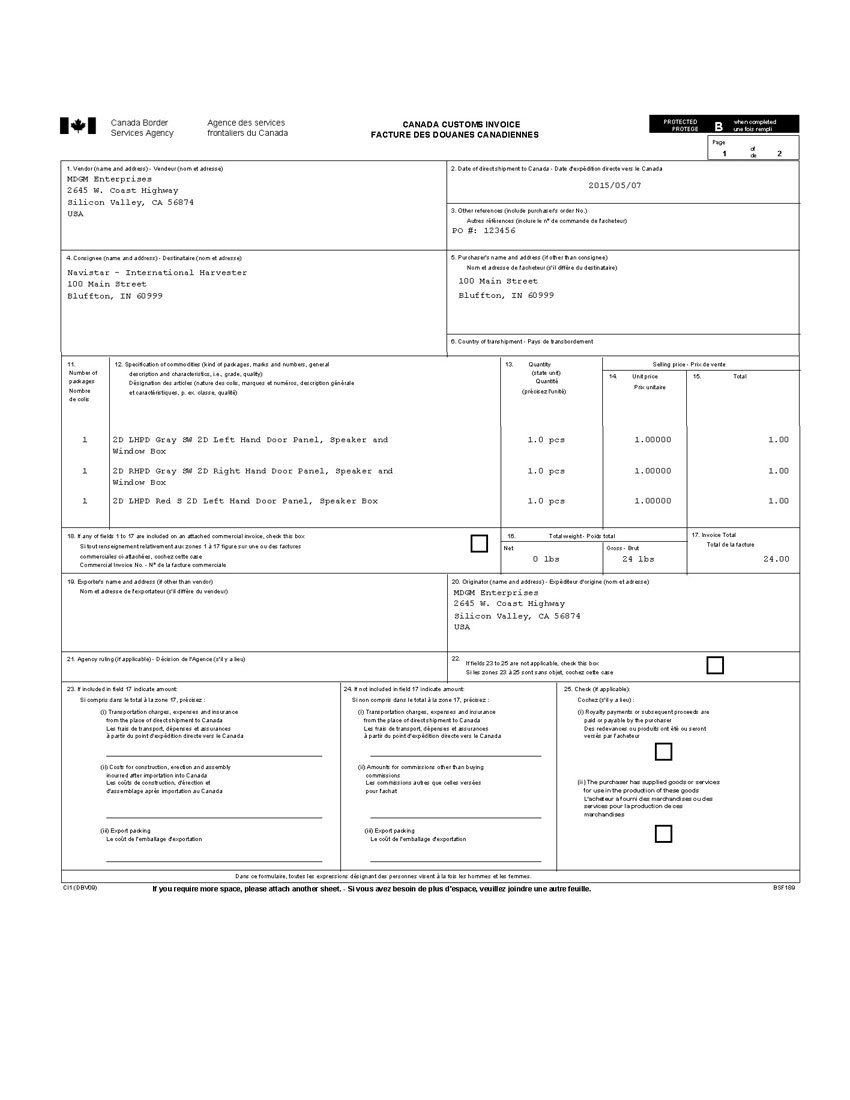 Canada Border
Services Agency
Agence des services
frontaliers du Canada
CANADA CUSTOMS INVOICE
FACTURE DES DOUANES CANADIENNES
PROTECTED
PROTÉGÉ
B
when completed
une fois rempli
Page
1
of
de
2
1. Vendor (name and address) - Vendeur (nom et adresse)
MDGM Enterprises
2645 W. Coast Highway
Silicon Valley, CA 56874
USA
2. Date of direct shipment to Canada - Date d'expédition directe vers le Canada
2015/05/07
3. Other references (include purchaser's order No.)
Autres références (inclure le n° de commande de l'acheteur)
PO #: 123456
4. Consignee (name and address) - Destinataire (nom et adresse)
Navistar - International Harvester
100 Main Street
Bluffton, IN 60999
5. Purchaser's name and address (if other than consignee)
Nom et adresse de l'acheteur (s'il diffère du destinataire)
100 Main Street
Bluffton, IN 60999
6. Country of transhipment - Pays de transbordement
11.
Number of
packages
Nombre
de colis
12. Specification of commodities (kind of packages, marks and numbers, general
description and characteristics, i.e., grade, quality)
Désignation des articles (nature des colis, marques et numéros, description générale
et caractéristiques, p. ex. classe, qualité)
13. Quantity
(state unit)
Quantité
(précisez l'unité)
Selling price - Prix de vente
14. Unit price
Prix unitaire
15. Total
1 2D LHPD Gray SW 2D Left Hand Door Panel, Speaker and 1.0 pcs 1.00000 1.00
Window Box
1 2D RHPD Gray SW 2D Right Hand Door Panel, Speaker and 1.0 pcs 1.00000 1.00
Window Box
1 2D LHPD Red S 2D Left Hand Door Panel, Speaker Box 1.0 pcs 1.00000 1.00
18. If any of fields 1 to 17 are included on an attached commercial invoice, check this box
Si tout renseignement relativement aux zones 1 à 17 figure sur une ou des factures
commerciales ci-attachées, cochez cette case
Commercial Invoice No. - N° de la facture commerciale
16. Total weight - Poids total
Net
0 lbs
Gross - Brut
24 lbs
17. Invoice Total
Total de la facture
24.00
19. Exporter's name and address (if other than vendor)
Nom et adresse de l'exportateur (s'il diffère du vendeur)
20. Originator (name and address) - Expéditeur d'origine (nom et adresse)
MDGM Enterprises
2645 W. Coast Highway
Silicon Valley, CA 56874
USA
21. Agency ruling (if applicable) - Décision de l'Agence (s'il y a lieu)
22.
If fields 23 to 25 are not applicable, check this box
Si les zones 23 à 25 sont sans objet, cochez cette case
23. If included in field 17 indicate amount:
Si compris dans le total à la zone 17, précisez :
(i) Transportation charges, expenses and insurance
from the place of direct shipment to Canada
Les frais de transport, dépenses et assurances
à partir du point d'expédition directe vers le Canada
(ii) Costs for construction, erection and assembly
incurred after importation into Canada
Les coûts de construction, d'érection et
d'assemblage après importation au Canada
(iii) Export packing
Le coût de l'emballage d'exportation
24. If not included in field 17 indicate amount:
Si non compris dans le total à la zone 17, précisez :
(i) Transportation charges, expenses and insurance
from the place of direct shipment to Canada
Les frais de transport, dépenses et assurances
à partir du point d'expédition directe vers le Canada
(ii) Amounts for commissions other than buying
commissions
Les commissions autres que celles versées
pour l'achat
(iii) Export packing
Le coût de l'emballage d'exportation
25. Check (if applicable):
Cochez (s'il y a lieu) :
(i) Royalty payments or subsequent proceeds are
paid or payable by the purchaser
Des redevances ou produits ont été ou seront
versés par l'acheteur
(ii) The purchaser has supplied goods or services
for use in the production of these goods
L'acheteur a fourni des marchandises ou des
services pour la production de ces
marchandises
Dans ce formulaire, toutes les expressions désignant des personnes visent à la fois les hommes et les femmes.
CI1 (DBV09)
If you require more space, please attach another sheet. - Si vous avez besoin de plus d'espace, veuillez joindre une autre feuille.
BSF189